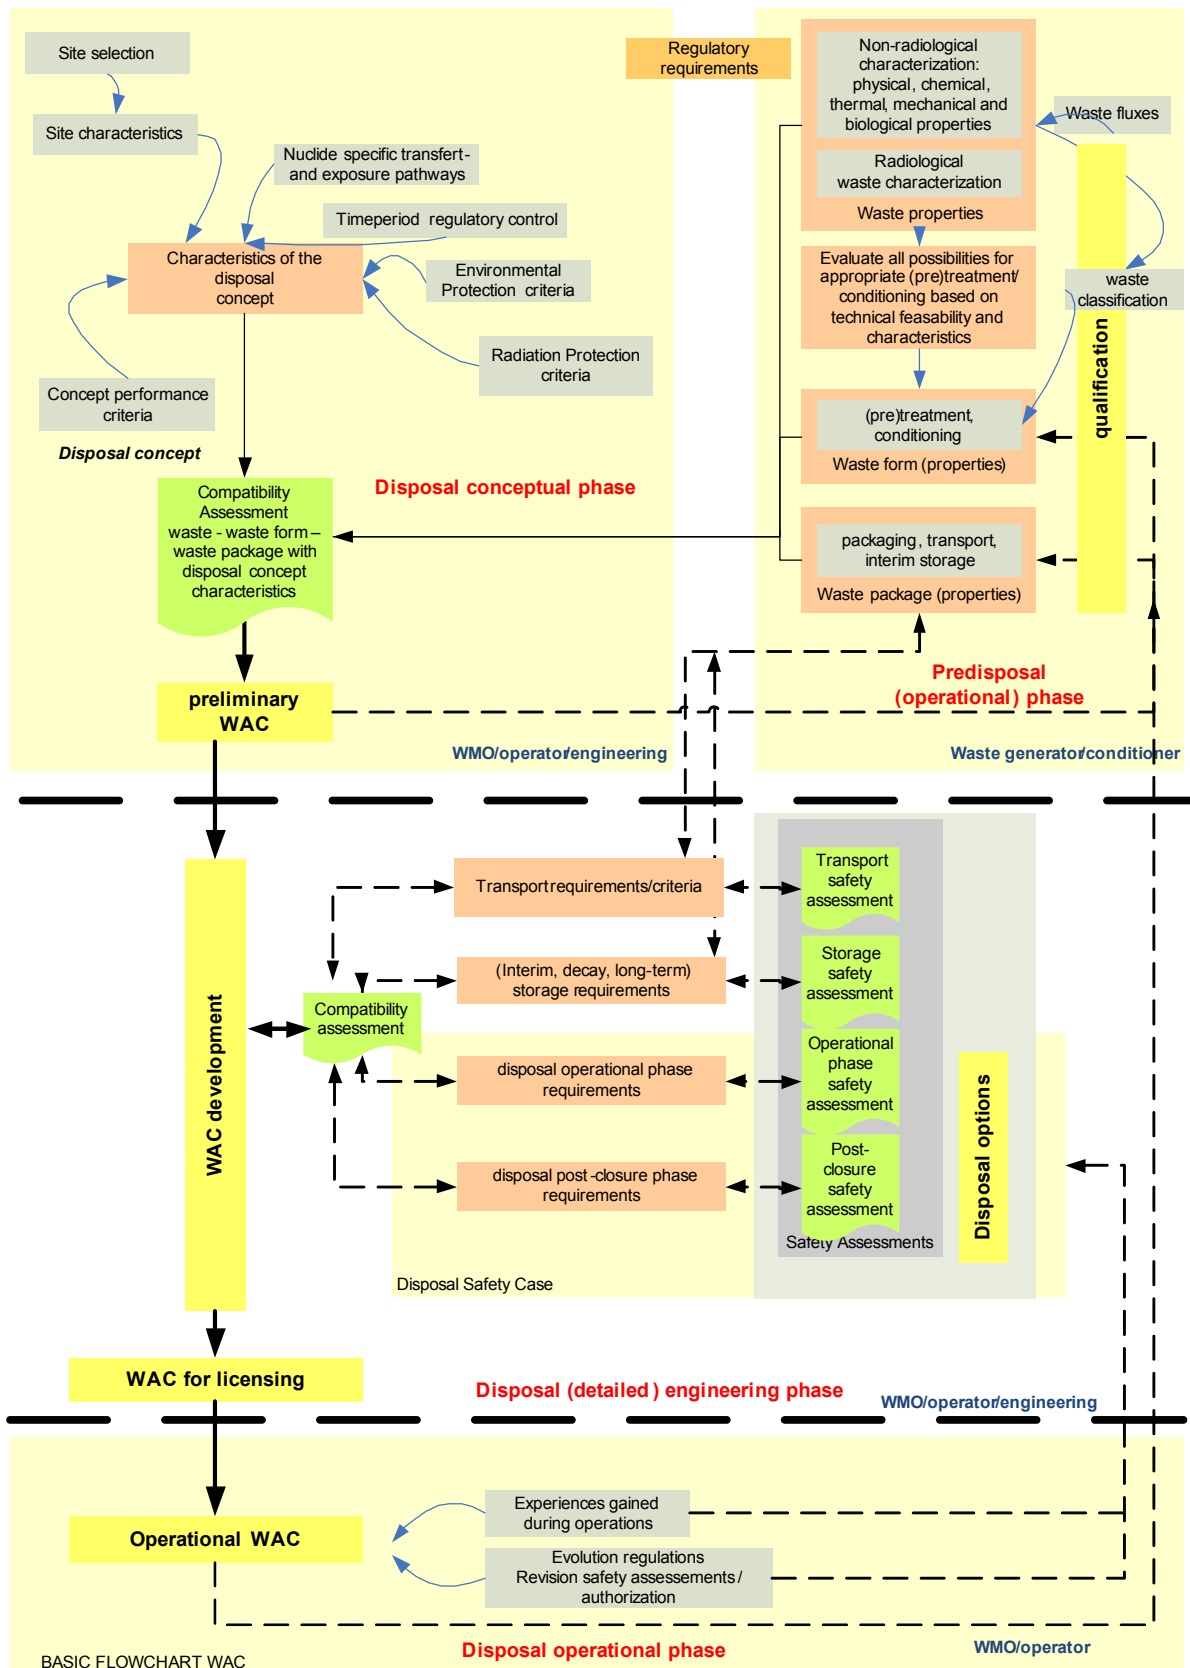 Site selection
Site characteristics
Nuclide specific transfert-
and exposure pathways
Timeperiod regulatory control
Characteristics of the
disposal
concept
Environmental
Protection criteria
Radiation Protection
criteria
Concept performance
criteria
Disposal concept
Compatibility
Assessment
waste - waste form –
waste package with
disposal concept
characteristics
Disposal conceptual phase
preliminary
WAC
WMO/operator/engineering
Regulatory
requirements
Non-radiological
characterization:
physical, chemical,
thermal, mechanical and
biological properties
Radiological
waste characterization
Waste properties
Waste fluxes
Evaluate all possibilities for
appropriate (pre)treatment/
conditioning based on
technical feasability and
characteristics
waste
classification
qualification
(pre)treatment,
conditioning
Waste form (properties)
packaging, transport,
interim storage
Waste package (properties)
Predisposal
(operational) phase
Waste generator/conditioner
WAC development
Transport requirements/criteria
Transport
safety
assessment
(Interim, decay, long-term)
storage requirements
Storage
safety
assessment
Compatibility
assessment
disposal operational phase
requirements
Operational
phase
safety
assessment
disposal post-closure phase
requirements
Post-
closure
safety
assessment
Safety Assessments
Disposal options
Disposal Safety Case
WAC for licensing
Disposal (detailed) engineering phase
WMO/operator/engineering
Operational WAC
Experiences gained
during operations
Evolution regulations
Revision safety assessements /
authorization
Disposal operational phase
WMO/operator
BASIC FLOWCHART WAC